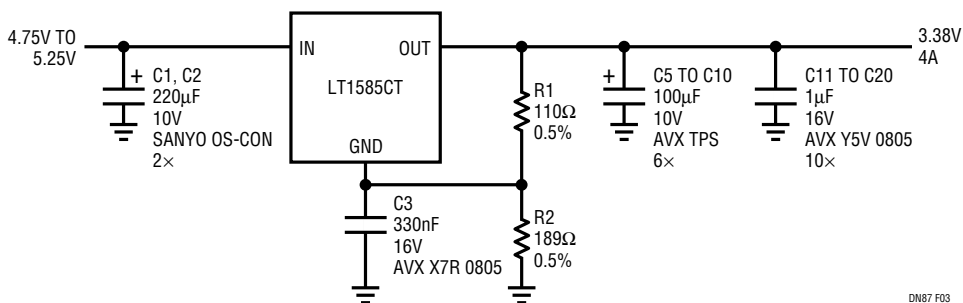 4.75V TO
5.25V
+
C1, C2
220µF
10V
SANYO OS-CON
2×
IN
OUT
LT1585CT
GND
C3
330nF
16V
AVX X7R 0805
R1
110Ω
0.5%
R2
189Ω
0.5%
+
C5 TO C10
100µF
10V
AVX TPS
6×
C11 TO C20
1µF
16V
AVX Y5V 0805
10×
3.38V
4A
DN87 F03